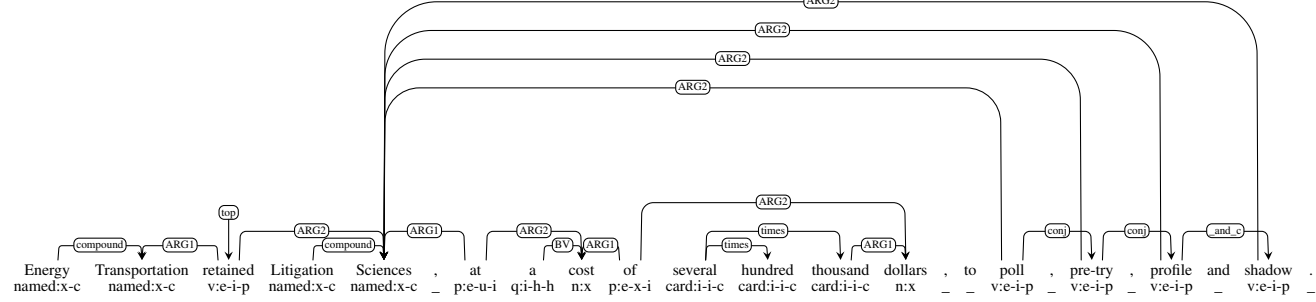 ARG2
ARG2
ARG2
ARG2
top
ARG2
compound ARG1 ARG2 compound ARG1 ARG2 BV ARG1 times times ARG1 conj conj _and_c
Energy Transportation retained Litigation Sciences , at a cost of several hundred thousand dollars , to poll , pre-try , profile and shadow .
named:x-c named:x-c v:e-i-p named:x-c named:x-c _ p:e-u-i q:i-h-h n:x p:e-x-i card:i-i-c card:i-i-c card:i-i-c n:x _ _ v:e-i-p _ v:e-i-p _ v:e-i-p _ v:e-i-p _